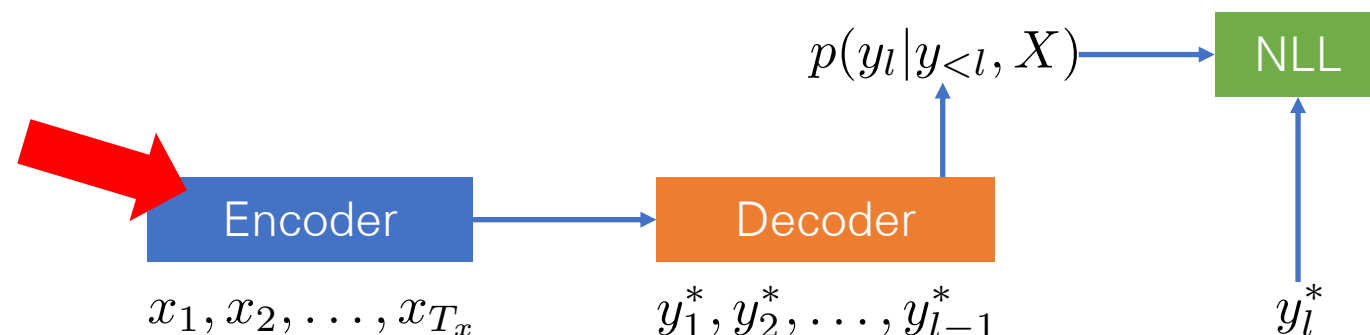 p(y_l|y_{<l}, X)
NLL
Encoder
Decoder
x_1, x_2, . . . , x_{T_x}
y_1^*, y_2^*, . . . , y_{l-1}^*
y_l^*